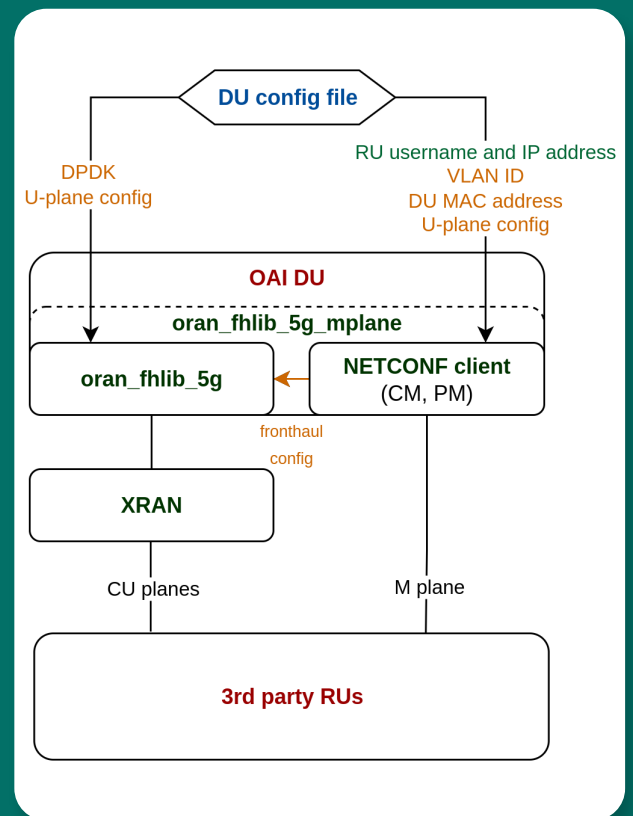 DU config file
DPDK
U-plane config
RU username and IP address
VLAN ID
DU MAC address
U-plane config
OAI DU
oran_fhlib_5g_mplane
oran_fhlib_5g
NETCONF client
(CM, PM)
fronthaul
config
XRAN
CU planes
M plane
3rd party RUs